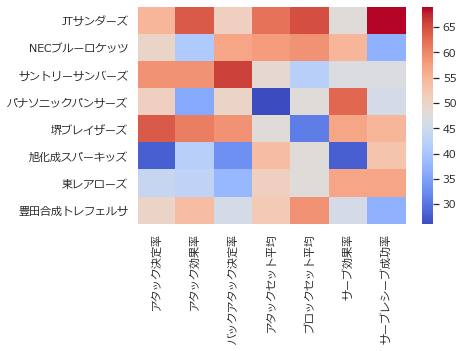 JTサンダーズ
NECブルーロケッツ
サントリーサンバーズ
パナソニックパンサーズ
堺ブレイザーズ
旭化成スパーキッズ
東レアローズ
豊田合成トレフェルサ
アタック決定率
アタック効果率
バックアタック決定率
アタックセット平均
ブロックセット平均
サーブ効果率
サーブレシーブ成功率
65
60
55
50
45
40
35
30